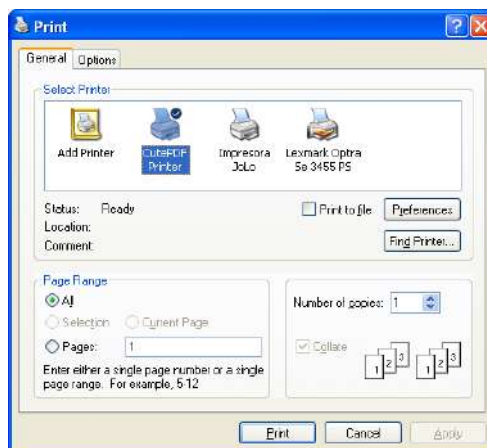 Print
General Options
Select Printer
Add Printer
CutePDF Printer
Impresora JoLo
Lexmark Optra Se 3455 PS
Status: Ready
Location:
Comment:
Print to file
Preferences
Find Printer...
Page Range
All
Selection Current Page
Pages: 1
Enter either a single page number or a single
page range. For example, 5-12
Number of copies: 1
Collate
1 2 3 1 2 3
Print Cancel Apply